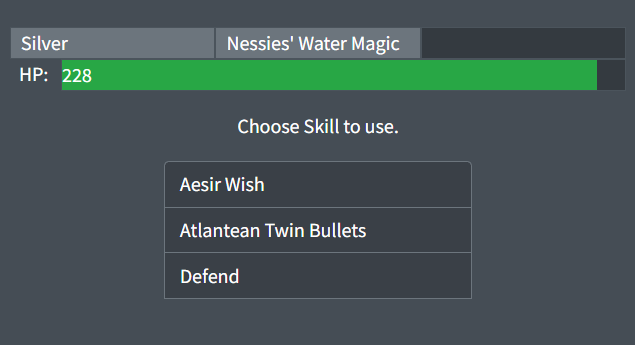 Silver Nessies' Water Magic
HP: 228
Choose Skill to use.
Aesir Wish
Atlantean Twin Bullets
Defend